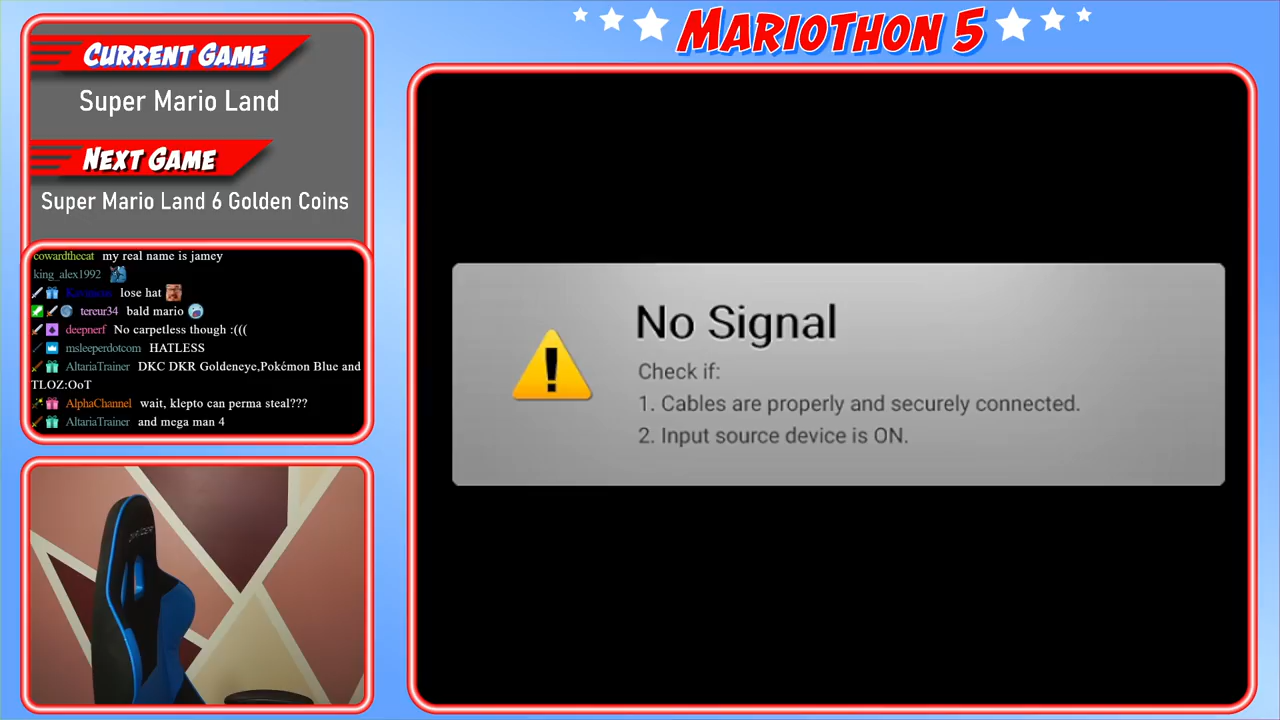 MARIOTHON 5
CURRENT GAME
Super Mario Land
NEXT GAME
Super Mario Land 6 Golden Coins
cowardthecat my real name is jamey
king_alex1992
lose hat
tereur34 bald mario
deepnerf No carpetless though :(((
msleeperdotcom HATLESS
AltariaTrainer DKC DKR Goldeneye,Pokémon Blue and
TLOZ:OoT
AlphaChannel wait, klepto can perma steal???
AltariaTrainer and mega man 4
No Signal
Check if:
1. Cables are properly and securely connected.
2. Input source device is ON.